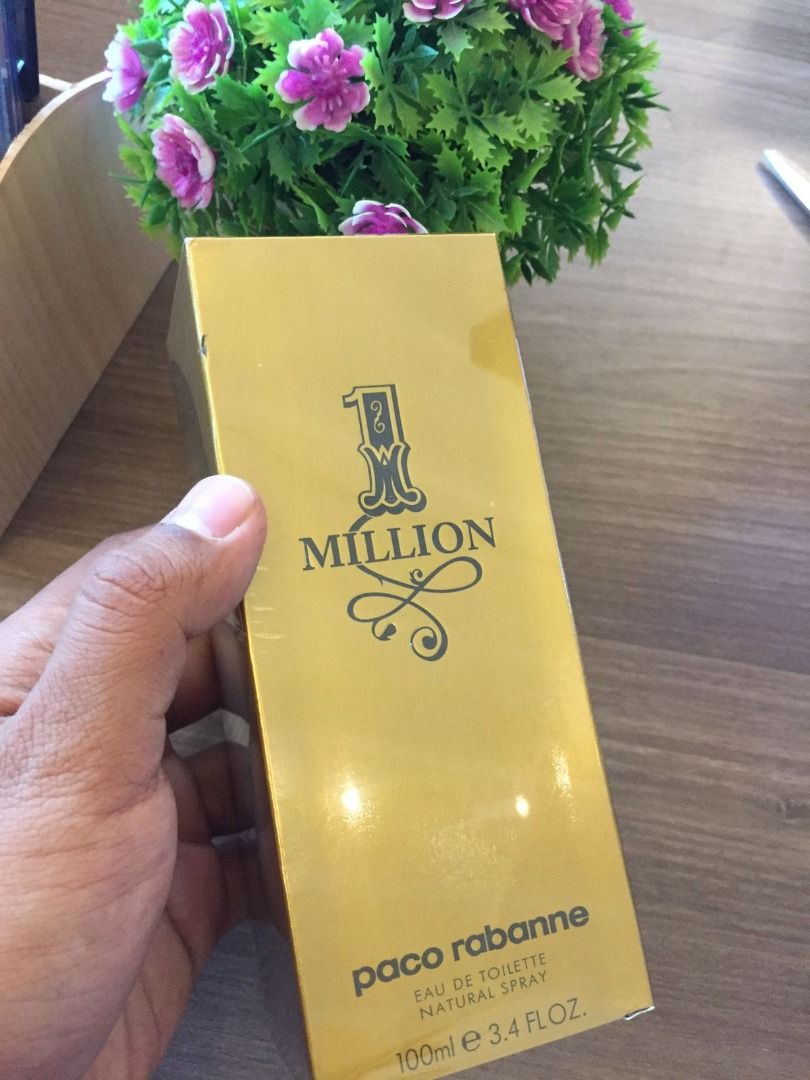 1
MILLION
paco rabanne
EAU DE TOILETTE
NATURAL SPRAY
100ml e 3.4 FL.OZ.